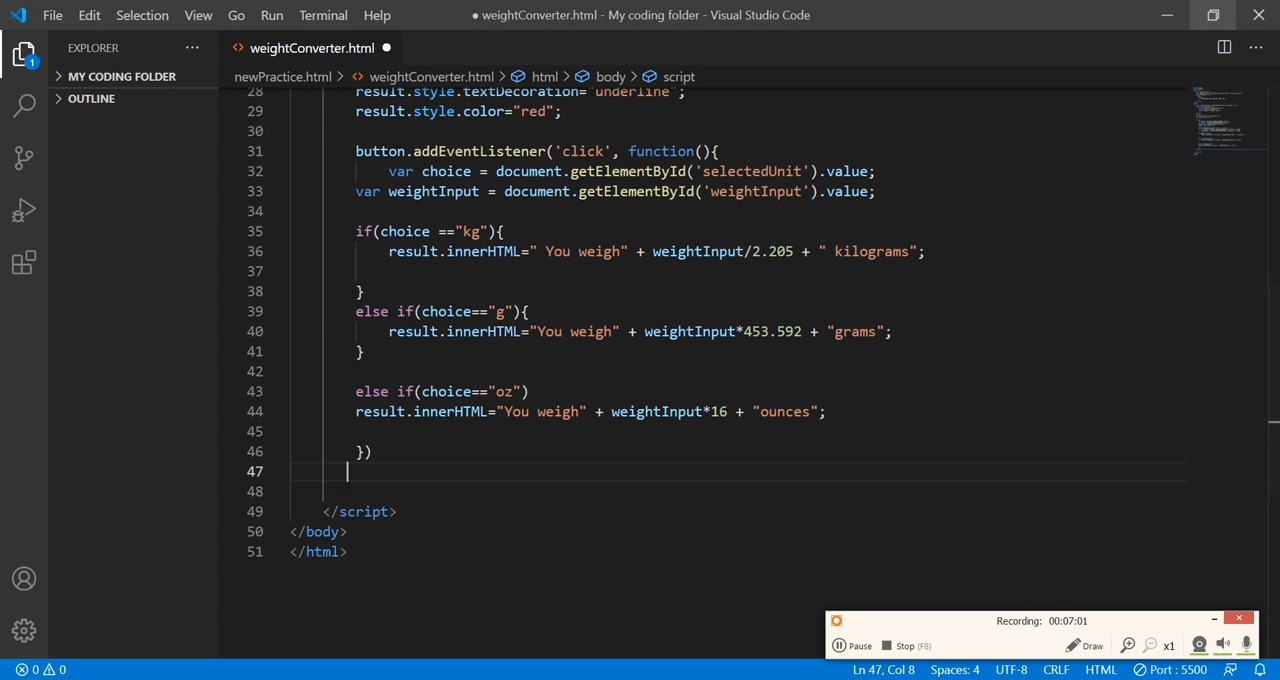 File Edit Selection View Go Run Terminal Help ● weightConverter.html - My coding folder - Visual Studio Code
EXPLORER ···
<> weightConverter.html ●
1
> MY CODING FOLDER
> OUTLINE
newPractice.html > <> weightConverter.html > html > body > script
28 result.style.textDecoration="underline";
29 result.style.color="red";
30
31 button.addEventListener('click', function(){
32 var choice = document.getElementById('selectedUnit').value;
33 var weightInput = document.getElementById('weightInput').value;
34
35 if(choice =="kg"){
36 result.innerHTML=" You weigh" + weightInput/2.205 + " kilograms";
37
38 }
39 else if(choice=="g"){
40 result.innerHTML="You weigh" + weightInput*453.592 + "grams";
41 }
42
43 else if(choice=="oz")
44 result.innerHTML="You weigh" + weightInput*16 + "ounces";
45
46 })
47
48
49 </script>
50 </body>
51 </html>
Recording: 00:07:01
Pause Stop (F8) Draw x1
0 0 Ln 47, Col 8 Spaces: 4 UTF-8 CRLF HTML Port : 5500